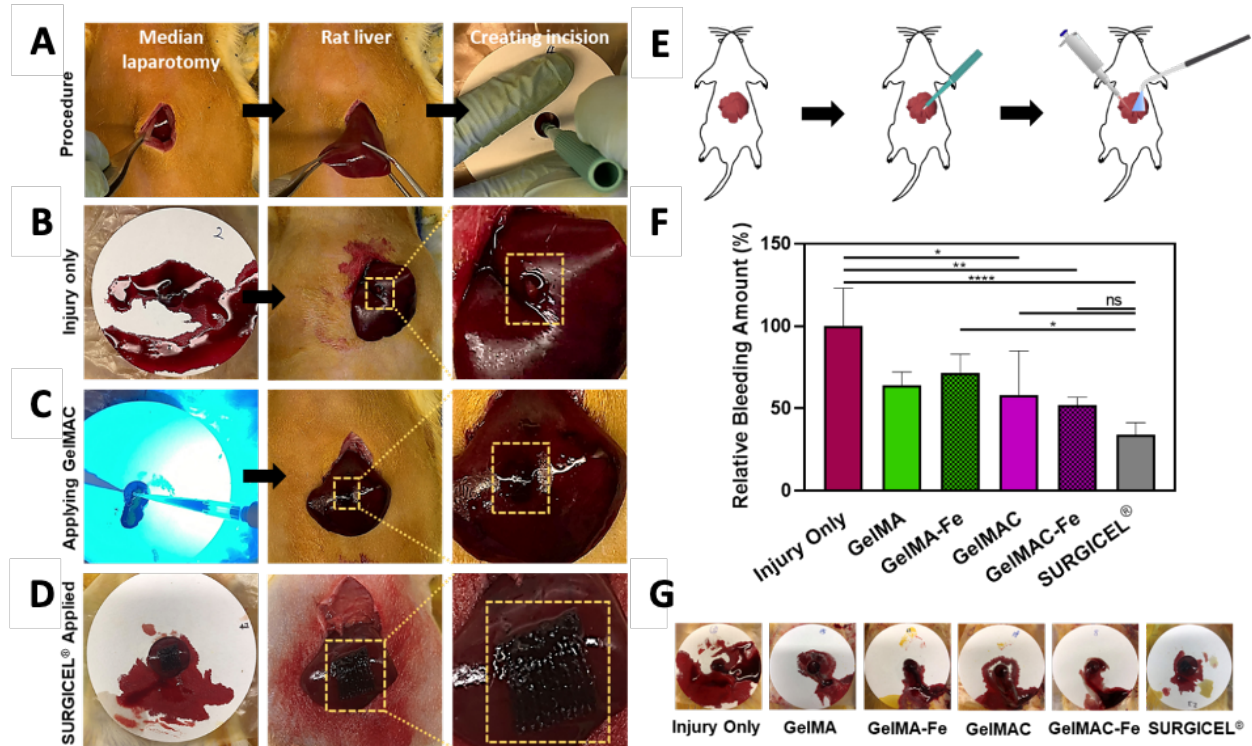 A
Procedure
Median
laparotomy
Rat liver
Creating incision
B
Injury only
2
C
Applying GelMAC
D
SURGICEL® Applied
E
F
Relative Bleeding Amount (%)
150
100
50
0
*
**
****
ns
*
Injury Only
GelMA
GelMA-Fe
GelMAC
GelMAC-Fe
SURGICEL®
G
Injury Only
GelMA
GelMA-Fe
GelMAC
GelMAC-Fe
SURGICEL®